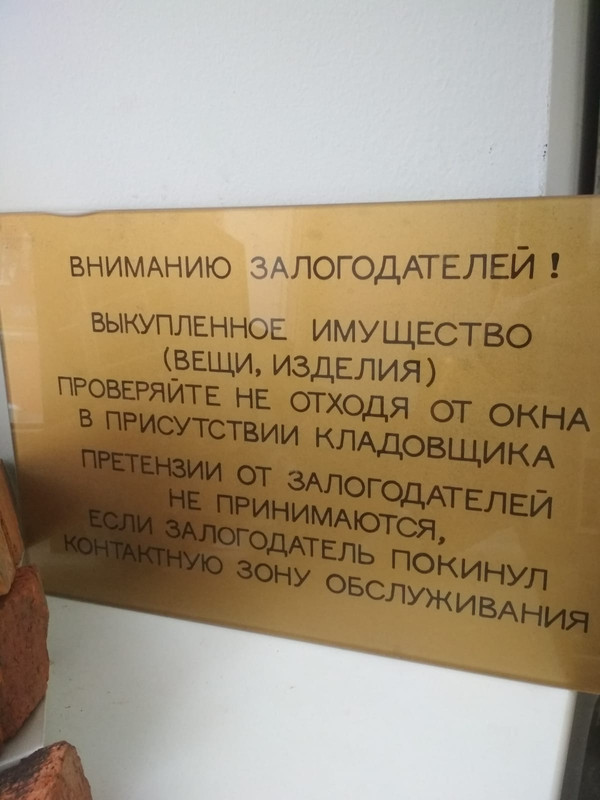 ВНИМАНИЮ ЗАЛОГОДАТЕЛЕЙ !
ВЫКУПЛЕННОЕ ИМУЩЕСТВО
(ВЕЩИ, ИЗДЕЛИЯ)
ПРОВЕРЯЙТЕ НЕ ОТХОДЯ ОТ ОКНА
В ПРИСУТСТВИИ КЛАДОВЩИКА
ПРЕТЕНЗИИ ОТ ЗАЛОГОДАТЕЛЕЙ
НЕ ПРИНИМАЮТСЯ,
ЕСЛИ ЗАЛОГОДАТЕЛЬ ПОКИНУЛ
КОНТАКТНУЮ ЗОНУ ОБСЛУЖИВАНИЯ